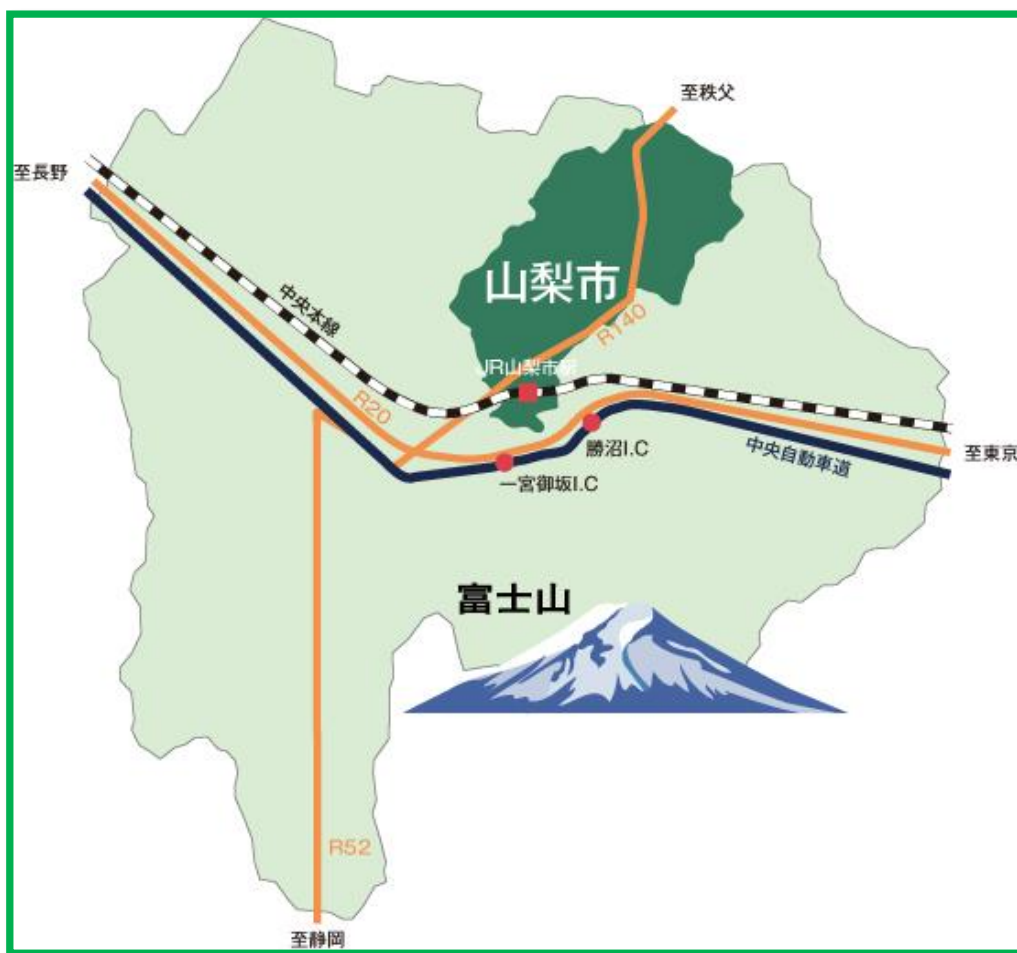 至秩父
至長野
山梨市
中央本線
R140
JR山梨市駅
R20
勝沼I.C
中央自動車道
至東京
一宮御坂I.C
富士山
R52
至静岡